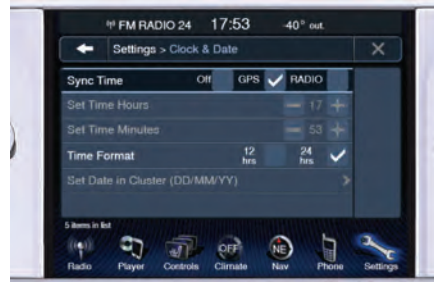 FM RADIO 24 17:53 -40° out.
Settings > Clock & Date
Sync Time Off GPS RADIO
Set Time Hours 17
Set Time Minutes 53
Time Format 12 hrs 24 hrs
Set Date in Cluster (DD/MM/YY)
5 items in list
OFF NE
Radio Player Controls Climate Nav Phone Settings